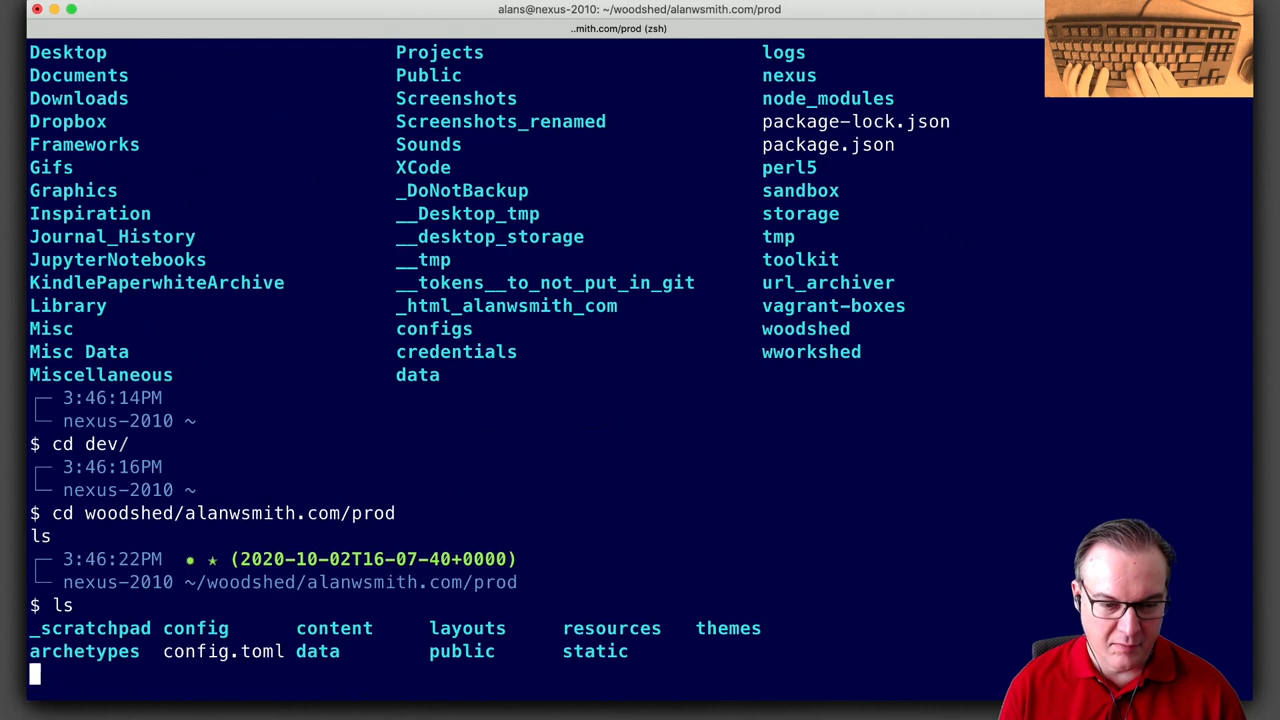 alans@nexus-2010: ~/woodshed/alanwsmith.com/prod
..mith.com/prod (zsh)
Desktop Projects logs
Documents Public nexus
Downloads Screenshots node_modules
Dropbox Screenshots_renamed package-lock.json
Frameworks Sounds package.json
Gifs XCode perl5
Graphics _DoNotBackup sandbox
Inspiration __Desktop_tmp storage
Journal_History __desktop_storage tmp
JupyterNotebooks __tmp toolkit
KindlePaperwhiteArchive __tokens__to_not_put_in_git url_archiver
Library _html_alanwsmith_com vagrant-boxes
Misc configs woodshed
Misc Data credentials wworkshed
Miscellaneous data
3:46:14PM
nexus-2010 ~
$ cd dev/
3:46:16PM
nexus-2010 ~
$ cd woodshed/alanwsmith.com/prod
ls
3:46:22PM ● ★ (2020-10-02T16-07-40+0000)
nexus-2010 ~/woodshed/alanwsmith.com/prod
$ ls
_scratchpad config content layouts resources themes
archetypes config.toml data public static